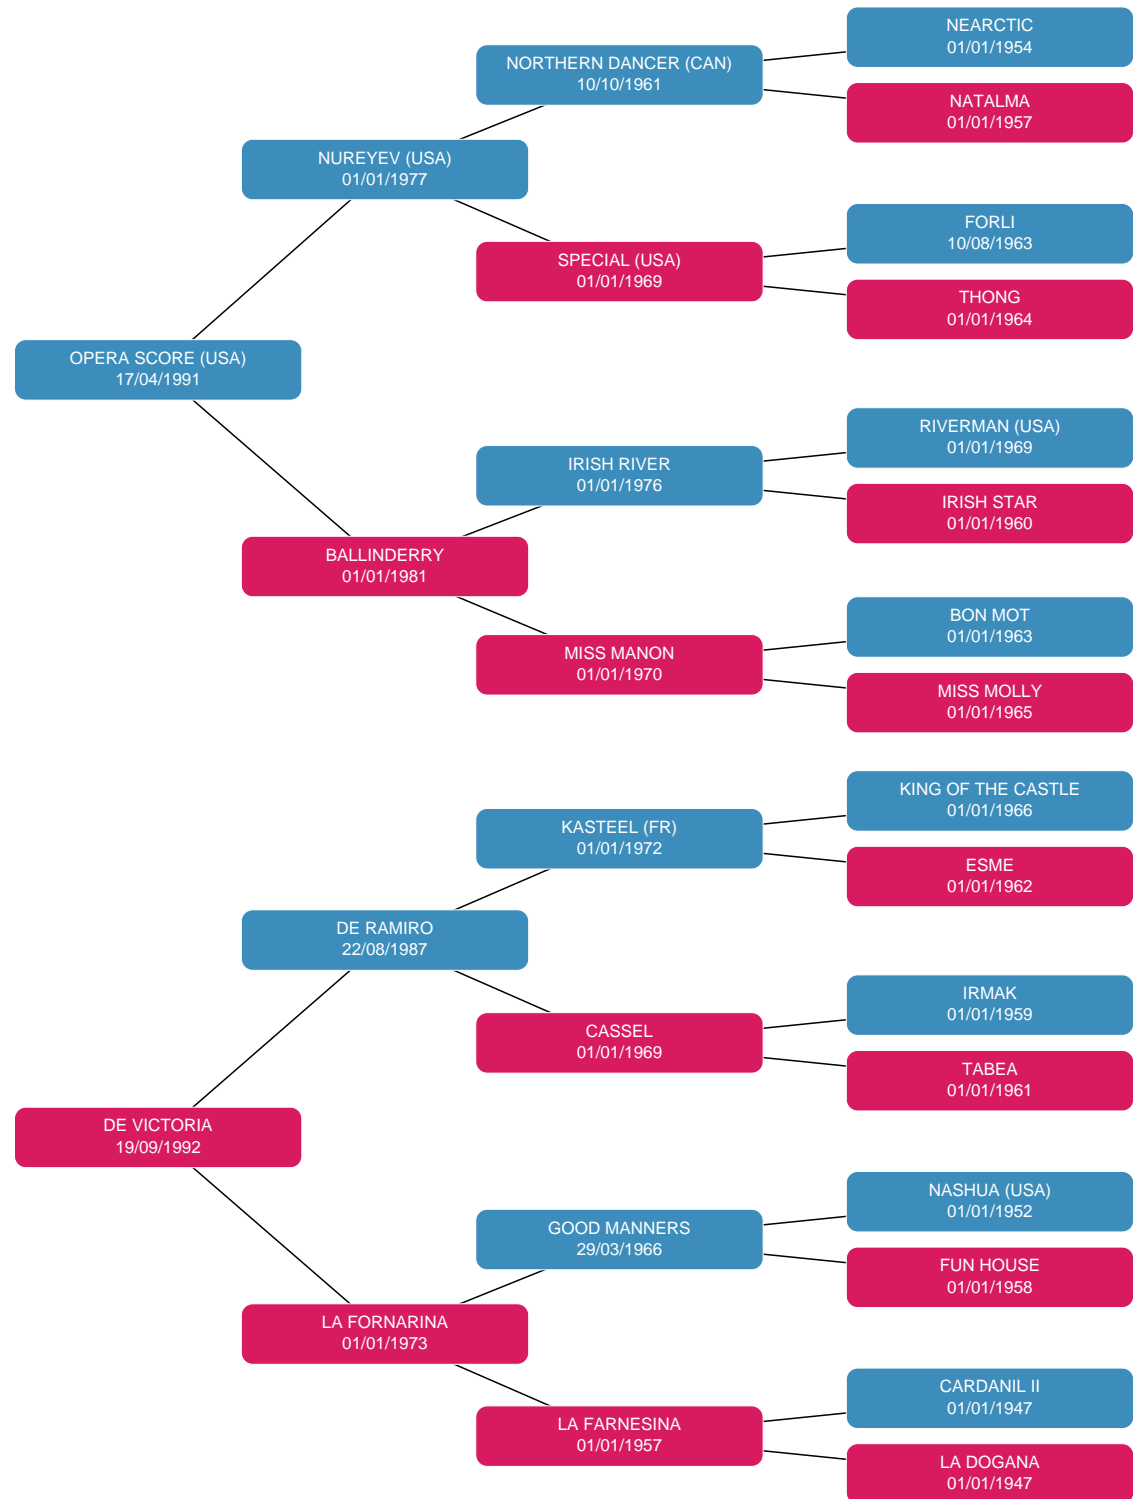 NEARCTIC
01/01/1954
NORTHERN DANCER (CAN)
10/10/1961
NATALMA
01/01/1957
NUREYEV (USA)
01/01/1977
FORLI
10/08/1963
SPECIAL (USA)
01/01/1969
THONG
01/01/1964
OPERA SCORE (USA)
17/04/1991
RIVERMAN (USA)
01/01/1969
IRISH RIVER
01/01/1976
IRISH STAR
01/01/1960
BALLINDERRY
01/01/1981
BON MOT
01/01/1963
MISS MANON
01/01/1970
MISS MOLLY
01/01/1965
KING OF THE CASTLE
01/01/1966
KASTEEL (FR)
01/01/1972
ESME
01/01/1962
DE RAMIRO
22/08/1987
IRMAK
01/01/1959
CASSEL
01/01/1969
TABEA
01/01/1961
DE VICTORIA
19/09/1992
NASHUA (USA)
01/01/1952
GOOD MANNERS
29/03/1966
FUN HOUSE
01/01/1958
LA FORNARINA
01/01/1973
CARDANIL II
01/01/1947
LA FARNESINA
01/01/1957
LA DOGANA
01/01/1947